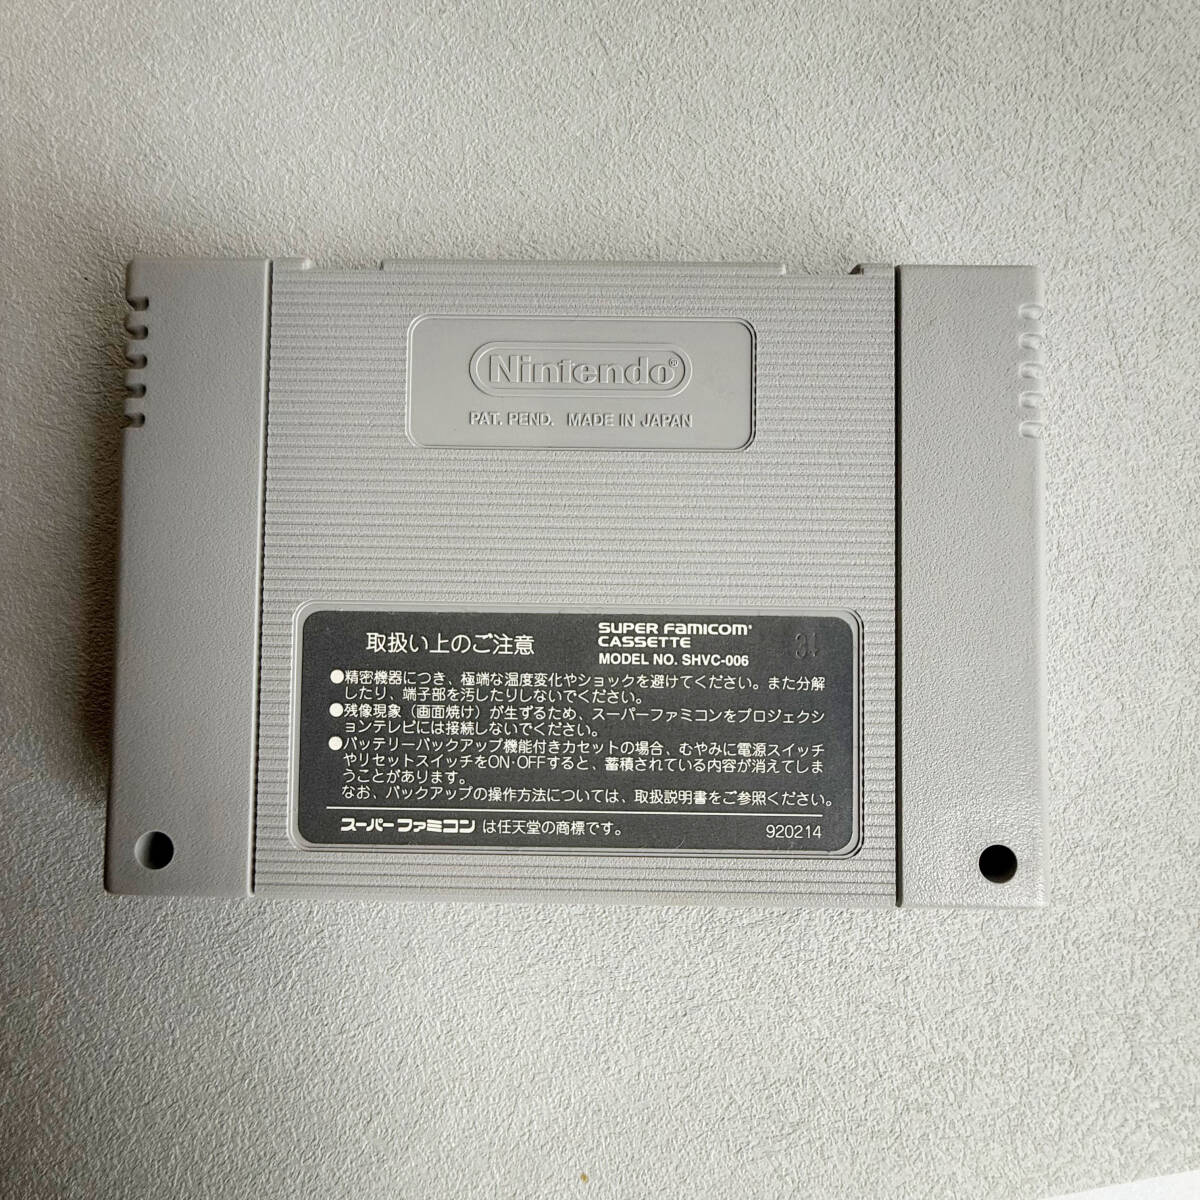 Nintendo®
PAT. PEND. MADE IN JAPAN
取扱い上のご注意
SUPER FAMICOM
CASSETTE
MODEL NO. SHVC-006
●精密機器につき、極端な温度変化やショックを避けてください。また分解
したり、端子部を汚したりしないでください。
●残像現象（画面焼け）が生ずるため、スーパーファミコンをプロジェクシ
ョンテレビには接続しないでください。
●バッテリーバックアップ機能付きカセットの場合、むやみに電源スイッチ
やリセットスイッチをON・OFFすると、蓄積されている内容が消えてしま
うことがあります。
なお、バックアップの操作方法については、取扱説明書をご参照ください。
スーパーファミコン は任天堂の商標です。 920214